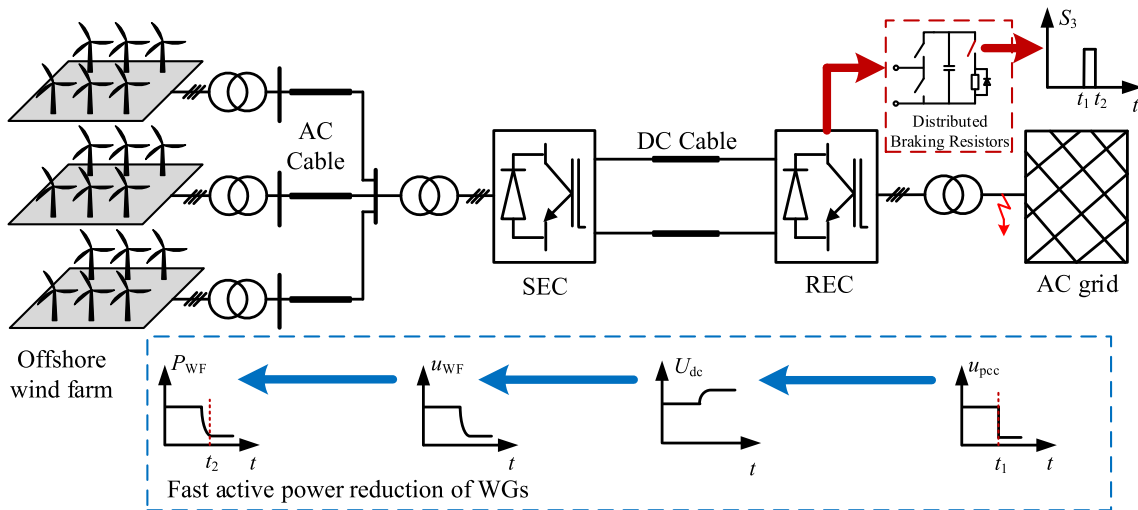 S3
t1 t2
t
Distributed
Braking Resistors
AC
Cable
DC Cable
SEC
REC
AC grid
Offshore
wind farm
PWF
t2
t
uWF
t
Udc
t
upcc
t1
t
Fast active power reduction of WGs